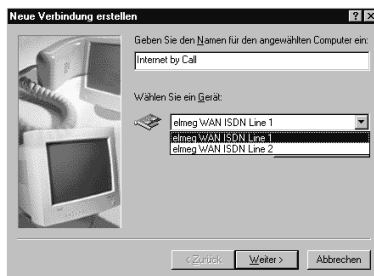 Neue Verbindung erstellen
Geben Sie den Namen für den angewählten Computer ein:
Internet by Call
Wählen Sie ein Gerät:
elmeg WAN ISDN Line 1
elmeg WAN ISDN Line 1
elmeg WAN ISDN Line 2
< Zurück Weiter > Abbrechen